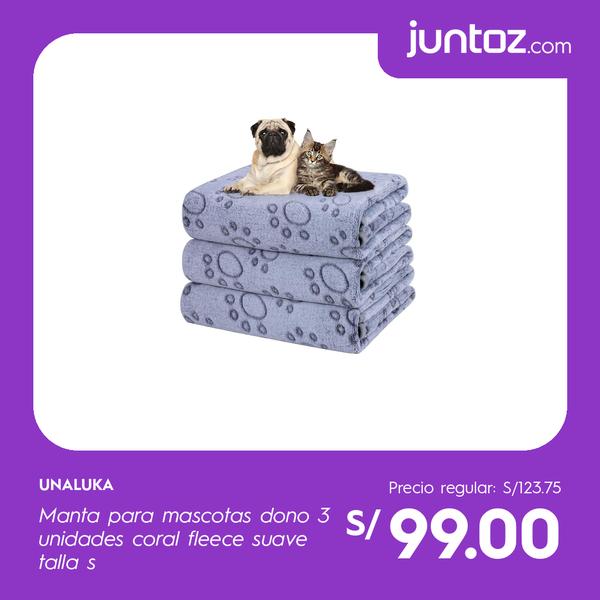 juntoz.com
UNALUKA
Manta para mascotas dono 3
unidades coral fleece suave
talla s
Precio regular: S/123.75
S/99.00